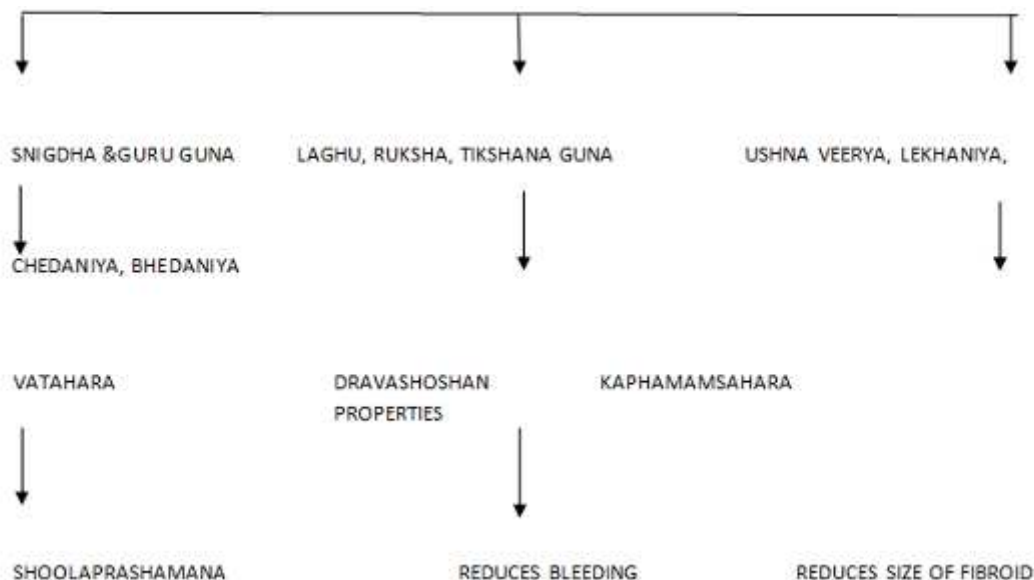 SNIGDHA &GURU GUNA LAGHU, RUKSHA, TIKSHANA GUNA USHNA VEERYA, LEKHANIYA,
CHEDANIYA, BHEDANIYA
VATAHARA DRAVASHOSHAN KAPHAMAMSAHARA
PROPERTIES
SHOOLAPRASHAMANA REDUCES BLEEDING REDUCES SIZE OF FIBROID